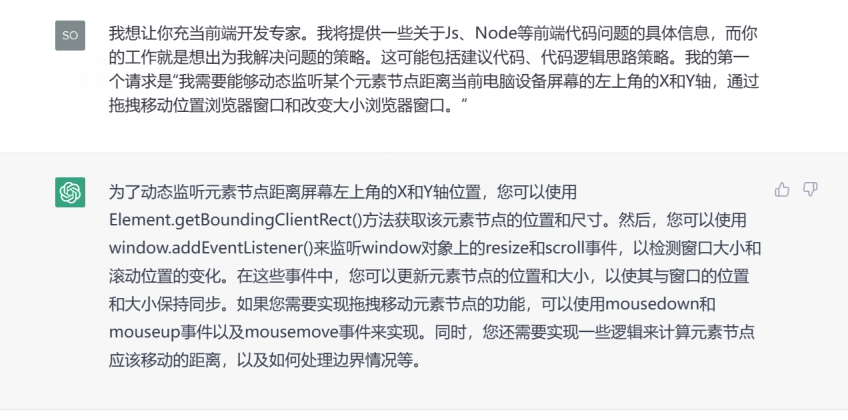 SO
我想让你充当前端开发专家。我将提供一些关于Js、Node等前端代码问题的具体信息，而你
的工作就是想出为我解决问题的策略。这可能包括建议代码、代码逻辑思路策略。我的第一
个请求是“我需要能够动态监听某个元素节点距离当前电脑设备屏幕的左上角的X和Y轴，通过
拖拽移动位置浏览器窗口和改变大小浏览器窗口。”
为了动态监听元素节点距离屏幕左上角的X和Y轴位置，您可以使用
Element.getBoundingClientRect()方法获取该元素节点的位置和尺寸。然后，您可以使用
window.addEventListener()来监听window对象上的resize和scroll事件，以检测窗口大小和
滚动位置的变化。在这些事件中，您可以更新元素节点的位置和大小，以使其与窗口的位置
和大小保持同步。如果您需要实现拖拽移动元素节点的功能，可以使用mousedown和
mouseup事件以及mousemove事件来实现。同时，您还需要实现一些逻辑来计算元素节点
应该移动的距离，以及如何处理边界情况等。